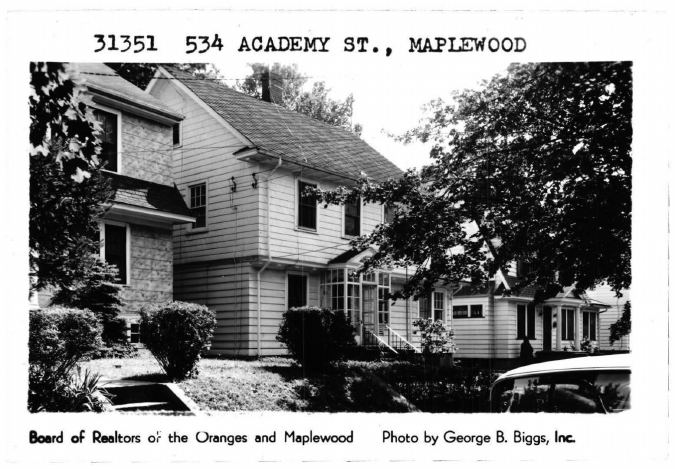 31351 534 ACADEMY ST., MAPLEWOOD
Board of Realtors of the Oranges and Maplewood Photo by George B. Biggs, Inc.